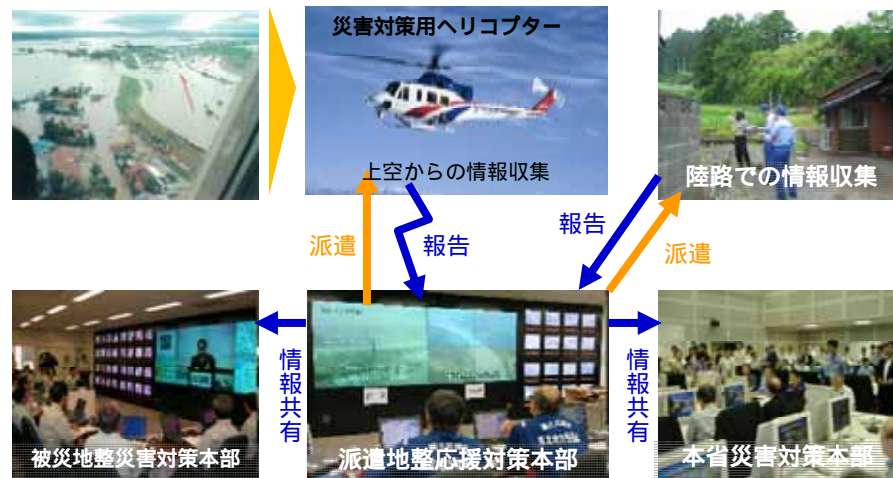 災害対策用ヘリコプター
上空からの情報収集
陸路での情報収集
派遣
報告
報告
派遣
情報共有
情報共有
被災地整災害対策本部
派遣地整応援対策本部
本省災害対策本部